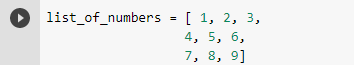 list_of_numbers = [ 1, 2, 3,
4, 5, 6,
7, 8, 9]